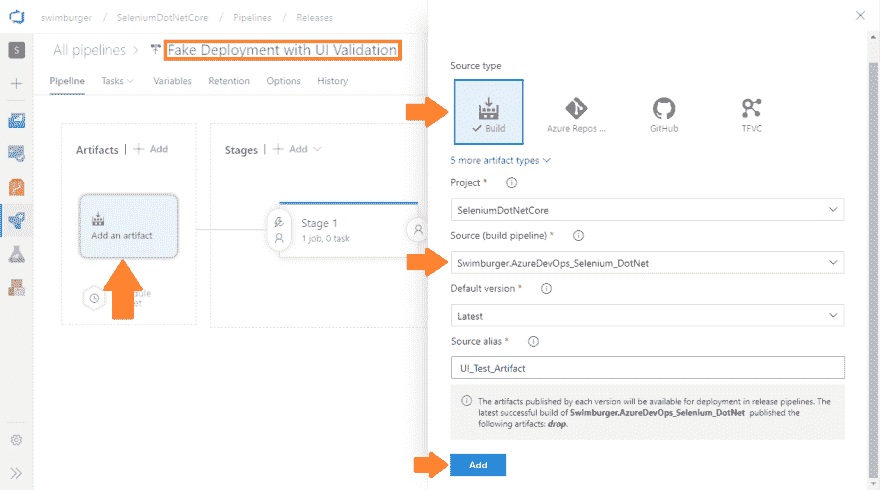 swimburger / SeleniumDotNetCore / Pipelines / Releases
All pipelines > Fake Deployment with UI Validation
Pipeline Tasks Variables Retention Options History
Artifacts | + Add
Stages | + Add
Add an artifact
Stage 1
1 job, 0 task
S
Source type
Build
Azure Repos ...
GitHub
TFVC
5 more artifact types
Project *
SeleniumDotNetCore
Source (build pipeline) *
Swimburger.AzureDevOps_Selenium_DotNet
Default version *
Latest
Source alias *
UI_Test_Artifact
The artifacts published by each version will be available for deployment in release pipelines. The
latest successful build of Swimburger.AzureDevOps_Selenium_DotNet published the
following artifacts: drop.
Add